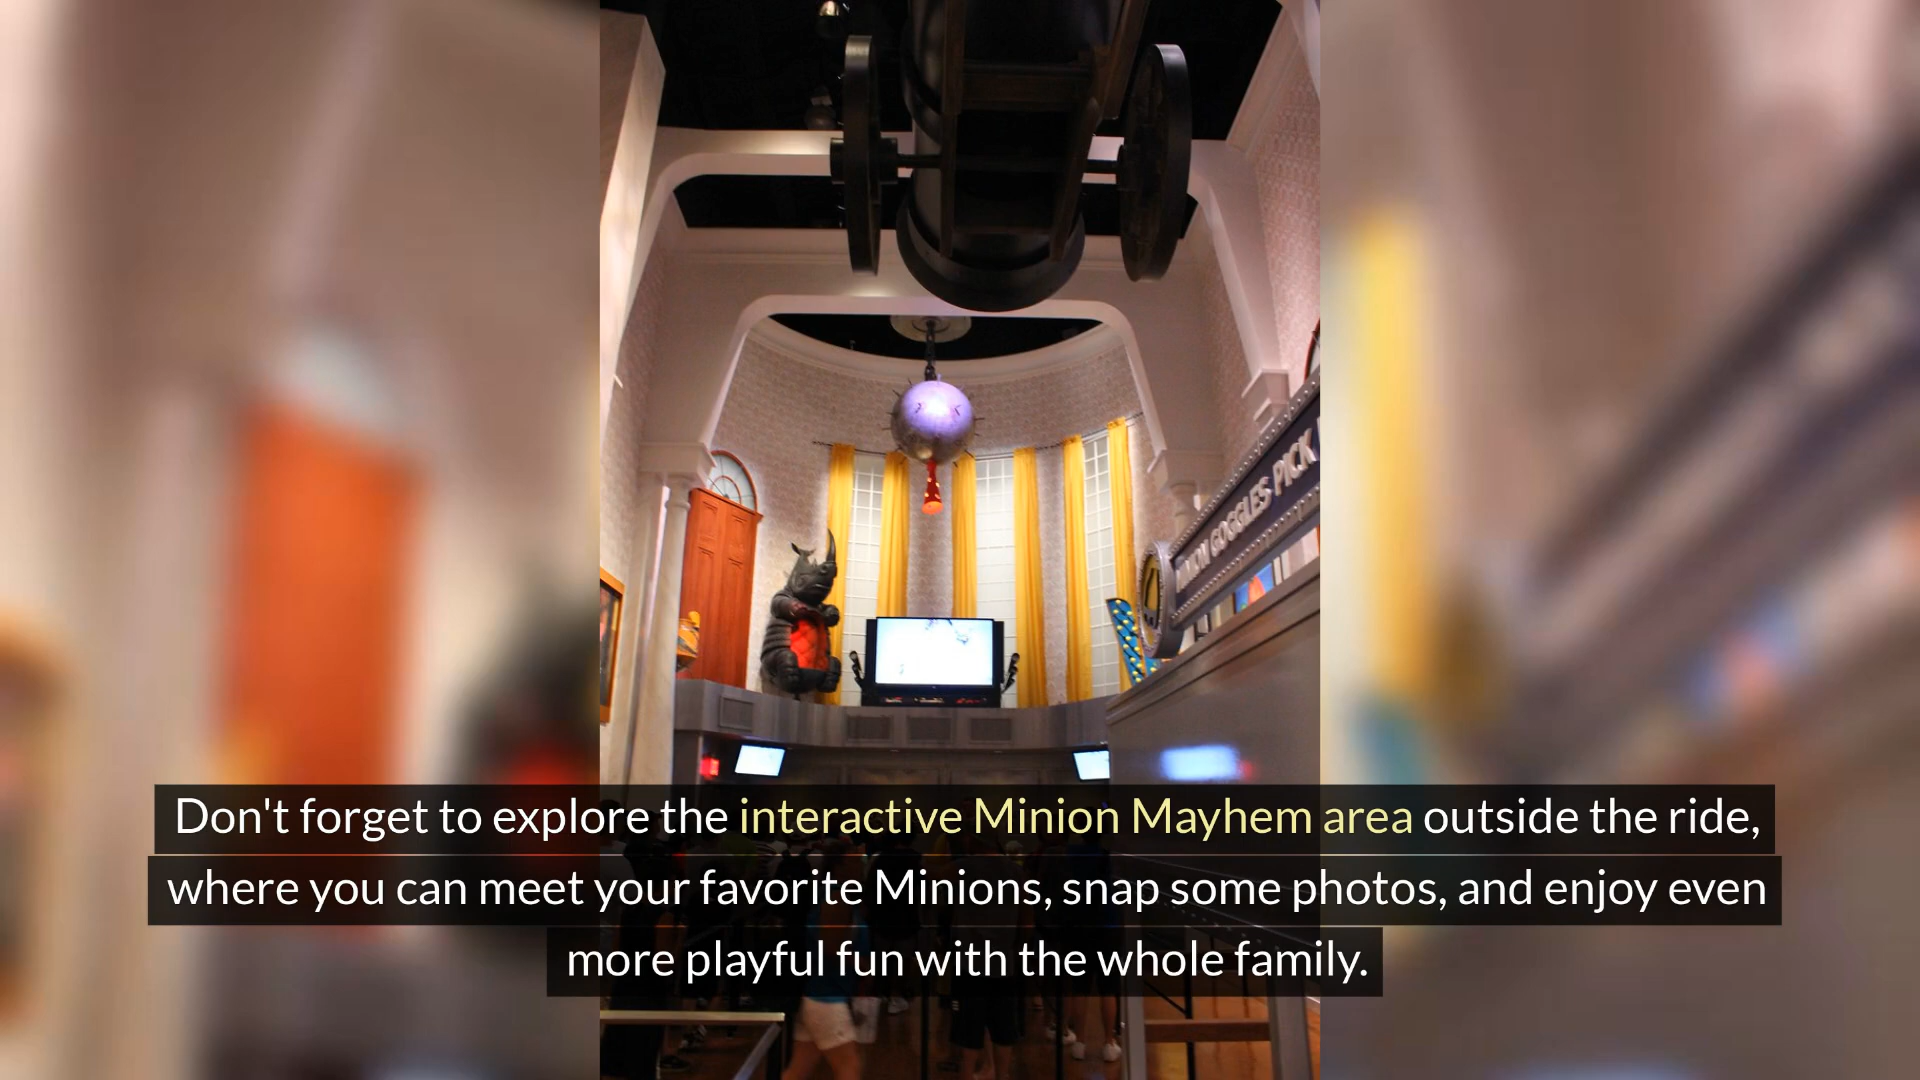 MINION GOGGLES PICK
Don't forget to explore the interactive Minion Mayhem area outside the ride,
where you can meet your favorite Minions, snap some photos, and enjoy even
more playful fun with the whole family.